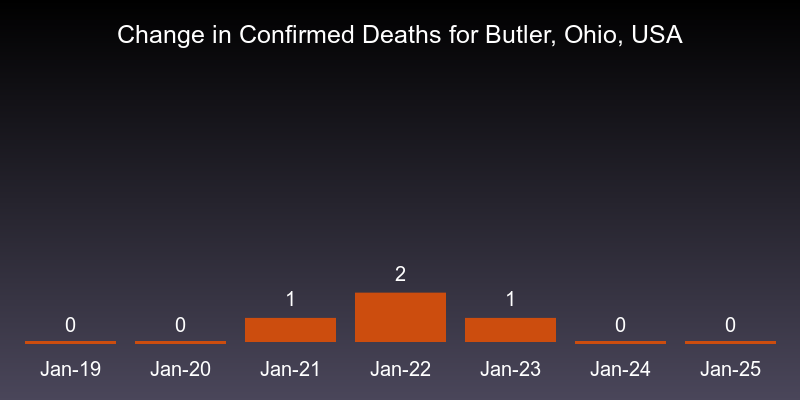 Change in Confirmed Deaths for Butler, Ohio, USA
2
1 1
0 0 0 0
Jan-19 Jan-20 Jan-21 Jan-22 Jan-23 Jan-24 Jan-25